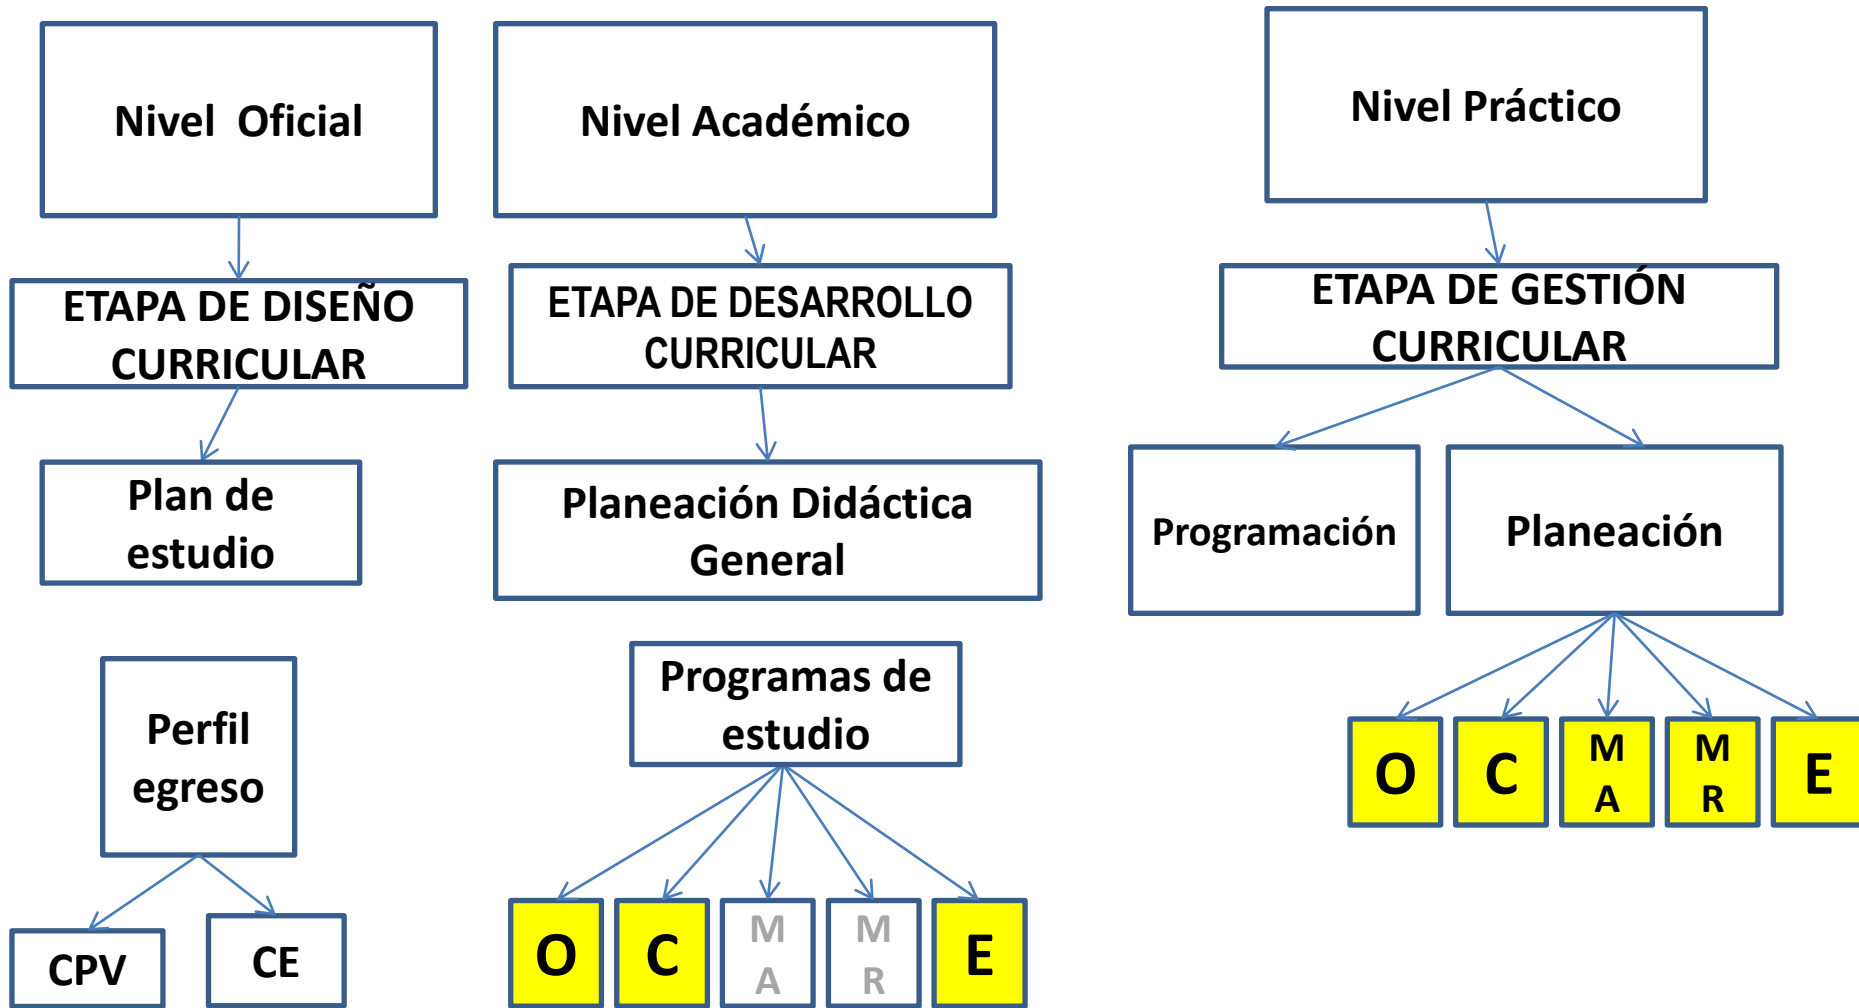 Nivel Oficial
ETAPA DE DISEÑO
CURRICULAR
Plan de
estudio
Perfil
egreso
CPV
CE
Nivel Académico
ETAPA DE DESARROLLO
CURRICULAR
Planeación Didáctica
General
Programas de
estudio
O
C
M
A
M
R
E
Nivel Práctico
ETAPA DE GESTIÓN
CURRICULAR
Programación
Planeación
O
C
M
A
M
R
E